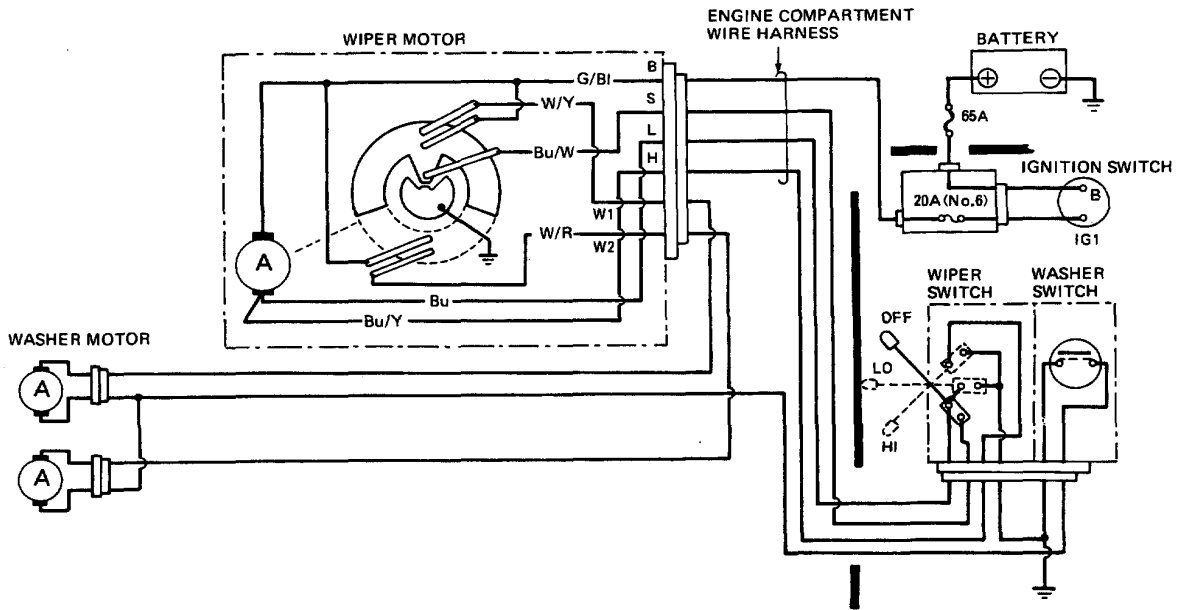 ENGINE COMPARTMENT
WIRE HARNESS
WIPER MOTOR
BATTERY
B
G/Bl
W/Y
S
65A
L
Bu/W
H
IGNITION SWITCH
20A (No.6)
B
W1
W/R
W2
IG1
A
WIPER
SWITCH
WASHER
SWITCH
Bu
Bu/Y
OFF
WASHER MOTOR
LO
A
HI
A